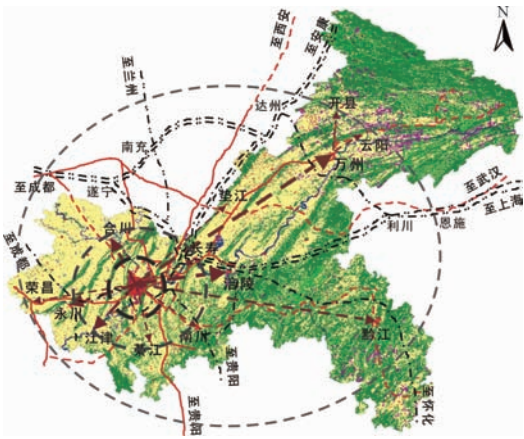 N
至西安
至安康
至兰州
达州
开县
云阳
南充
万州
至成都
遂宁
垫江
至武汉
至上海
合川
利川
恩施
至成都
长寿
荣昌
涪陵
永川
江津
綦江
南川
黔江
至贵阳
至贵阳
至怀化